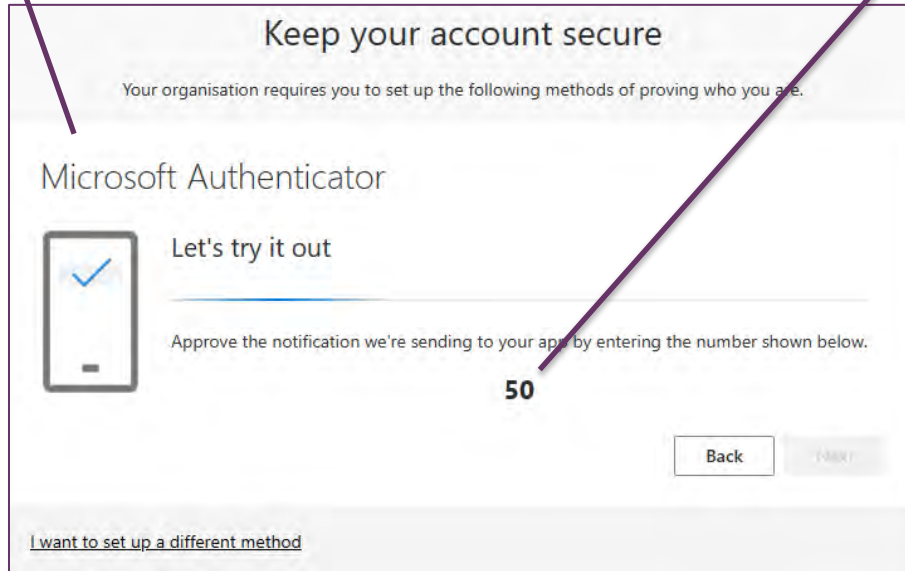 Keep your account secure
Your organisation requires you to set up the following methods of proving who you are.
Microsoft Authenticator
Let's try it out
Approve the notification we're sending to your app by entering the number shown below.
50
Back
Next
I want to set up a different method